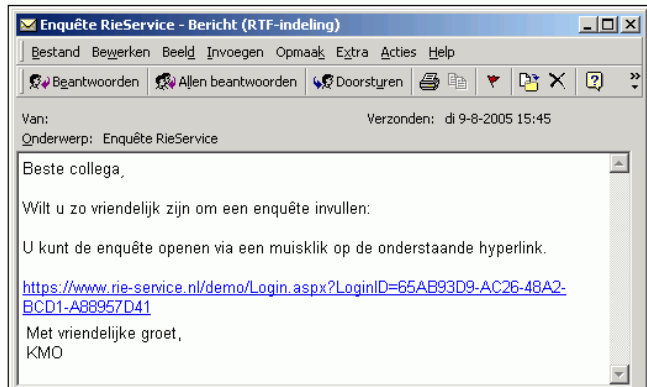 Enquête RieService - Bericht (RTF-indeling)
Bestand Bewerken Beeld Invoegen Opmaak Extra Acties Help
Beantwoorden Allen beantwoorden Doorsturen
Van: Verzonden: di 9-8-2005 15:45
Onderwerp: Enquête RieService
Beste collega,
Wilt u zo vriendelijk zijn om een enquête invullen:
U kunt de enquête openen via een muisklik op de onderstaande hyperlink.
https://www.rie-service.nl/demo/Login.aspx?LoginID=65AB93D9-AC26-48A2-
BCD1-A88957D41
Met vriendelijke groet,
KMO